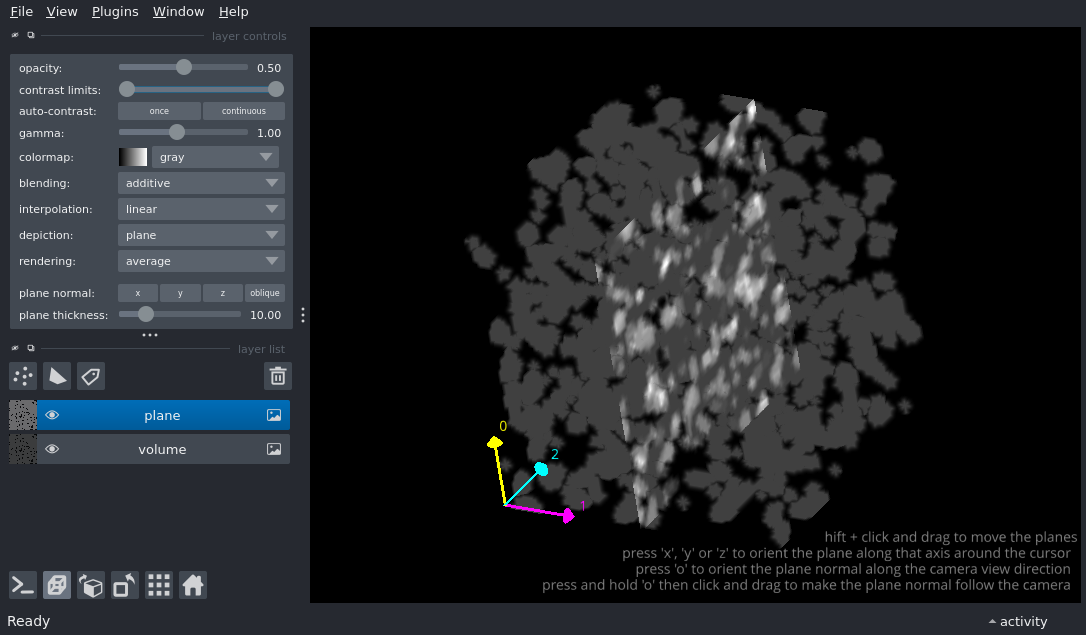 File View Plugins Window Help
layer controls
opacity: 0.50
contrast limits:
auto-contrast: once continuous
gamma: 1.00
colormap: gray
blending: additive
interpolation: linear
depiction: plane
rendering: average
plane normal: x y z oblique
plane thickness: 10.00
layer list
plane
volume
0
2
1
hift + click and drag to move the planes
press 'x', 'y' or 'z' to orient the plane along that axis around the cursor
press 'o' to orient the plane normal along the camera view direction
press and hold 'o' then click and drag to make the plane normal follow the camera
Ready
activity